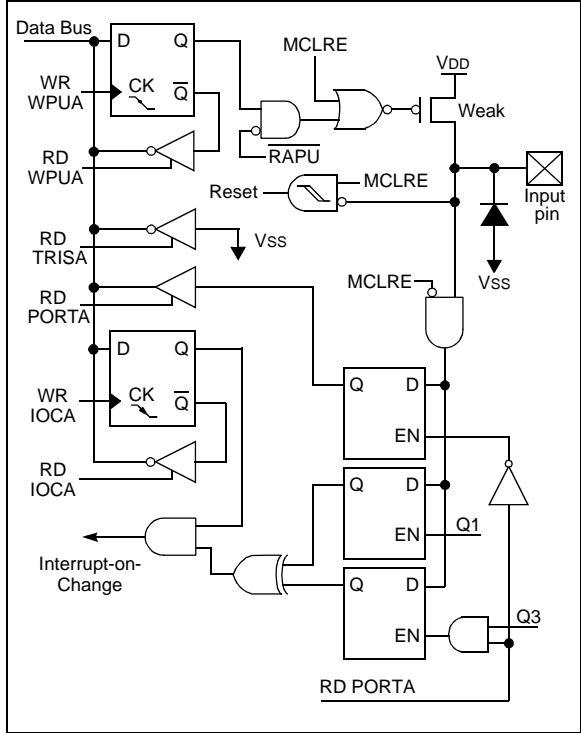 Data Bus
D Q
MCLRE
VDD
WR
WPUA
CK
Q
Weak
RD
WPUA
RAPU
Reset
MCLRE
Input
pin
RD
TRISA
VSS
VSS
RD
PORTA
MCLRE
D Q
Q D
WR
IOCA
CK
Q
EN
RD
IOCA
Q D
EN
Q1
Interrupt-on-
Change
Q D
EN
Q3
RD PORTA